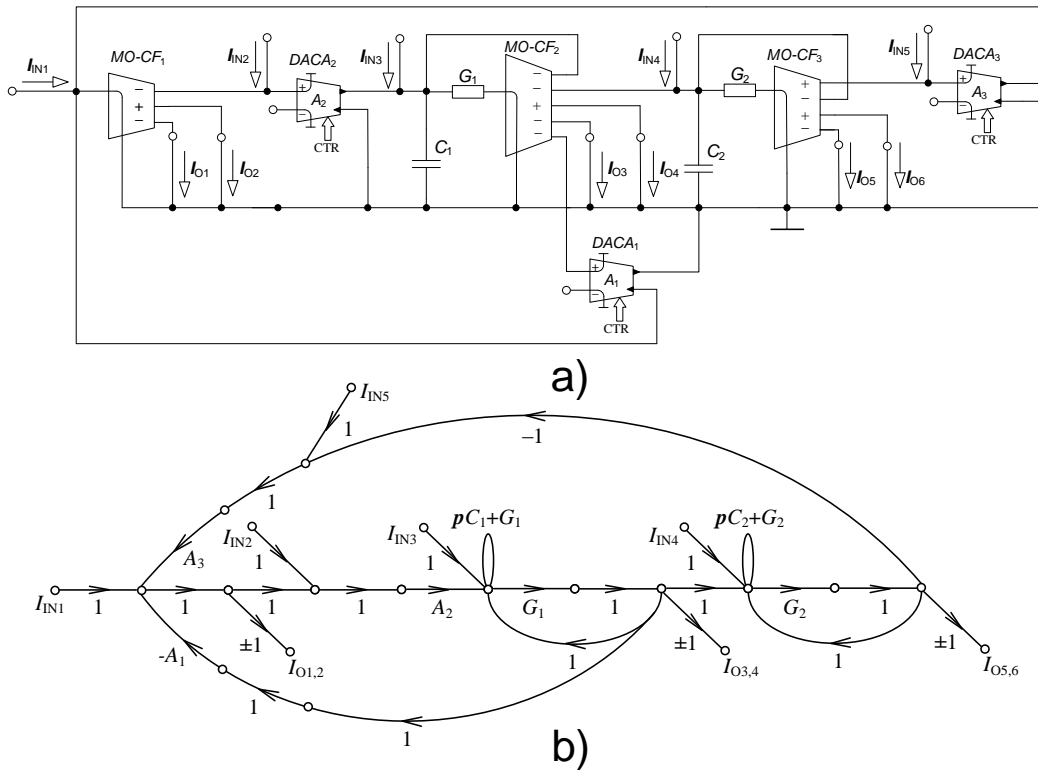 I_IN1
MO-CF1
I_IN2
DACA2
I_IN3
MO-CF2
I_IN4
MO-CF3
I_IN5
DACA3
G1
G2
A2
A3
+
−
+
−
−
+
−
−
−
+
−
−
+
+
−
+
−
+
−
CTR
CTR
C1
C2
I_O1
I_O2
I_O3
I_O4
I_O5
I_O6
DACA1
+
−
A1
CTR
a)
I_IN5
1
−1
1
A3
I_IN2
1
I_IN3
1
pC1+G1
I_IN4
1
pC2+G2
I_IN1
1
1
1
1
A2
G1
1
1
G2
1
-A1
±1
I_O1,2
1
±1
I_O3,4
1
±1
I_O5,6
1
1
b)